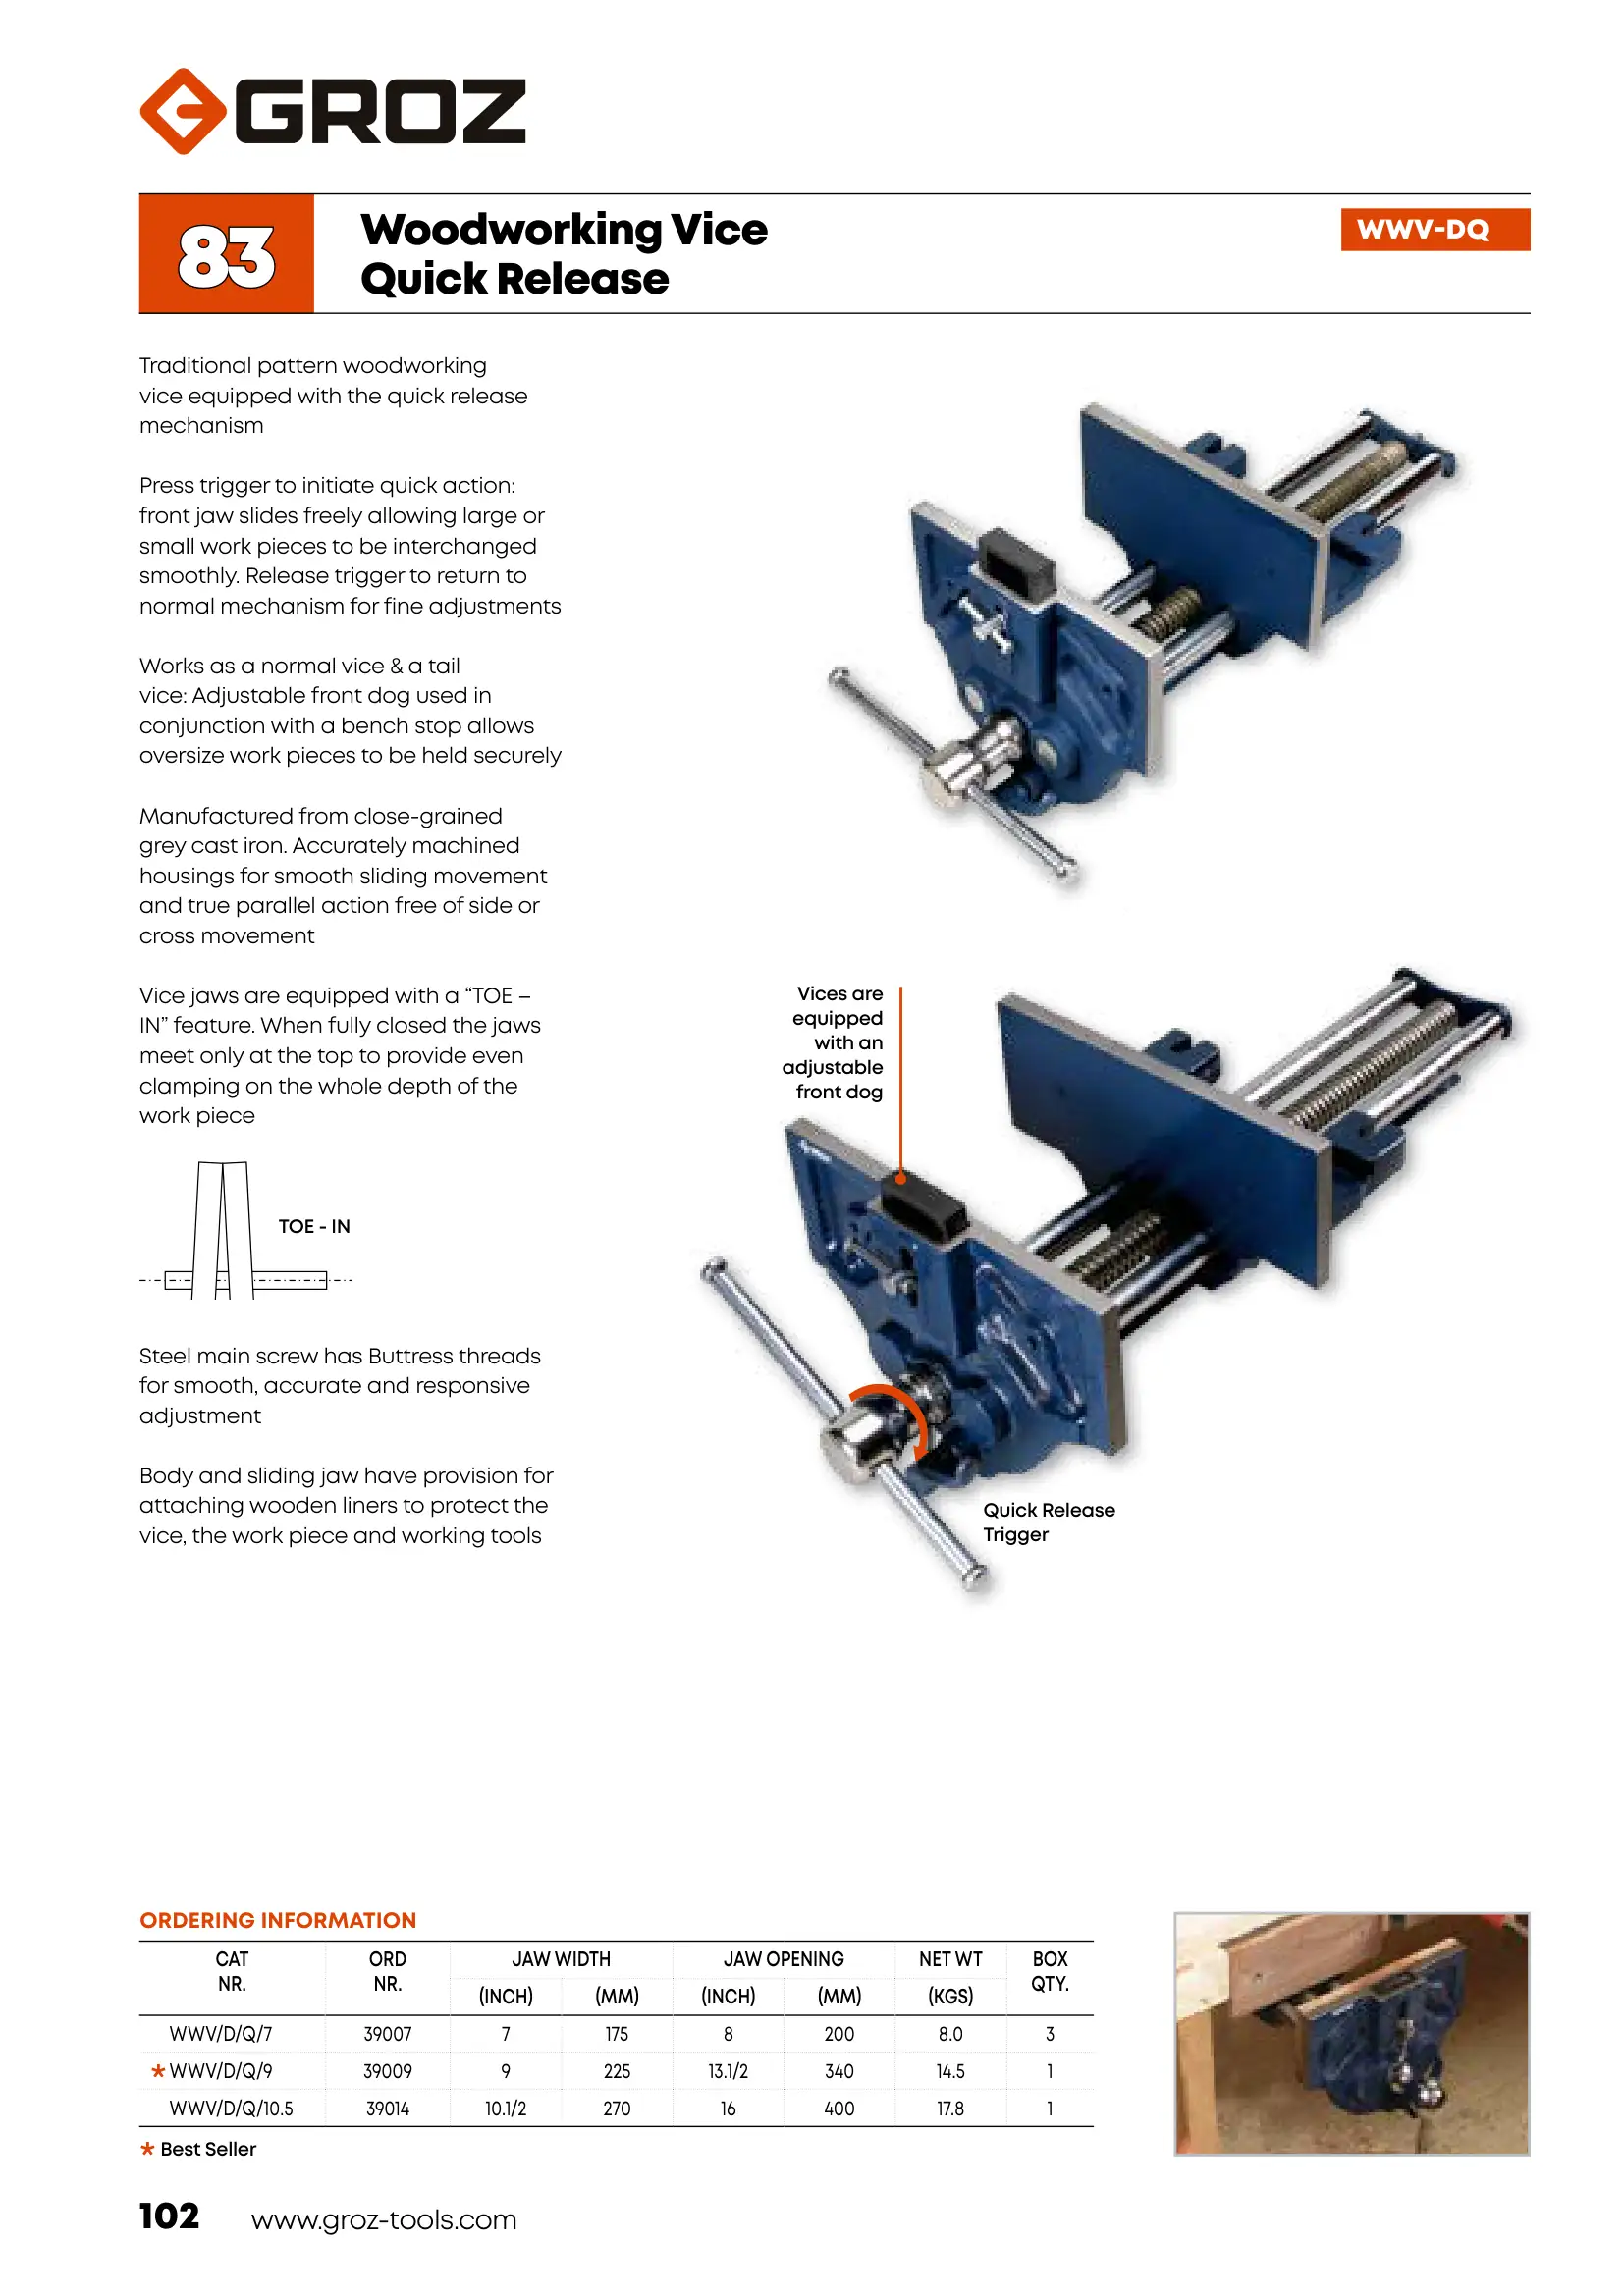 GROZ
83
Woodworking Vice
Quick Release
WWV-DQ
Traditional pattern woodworking
vice equipped with the quick release
mechanism
Press trigger to initiate quick action:
front jaw slides freely allowing large or
small work pieces to be interchanged
smoothly. Release trigger to return to
normal mechanism for fine adjustments
Works as a normal vice & a tail
vice: Adjustable front dog used in
conjunction with a bench stop allows
oversize work pieces to be held securely
Manufactured from close-grained
grey cast iron. Accurately machined
housings for smooth sliding movement
and true parallel action free of side or
cross movement
Vice jaws are equipped with a “TOE –
IN” feature. When fully closed the jaws
meet only at the top to provide even
clamping on the whole depth of the
work piece
TOE - IN
Steel main screw has Buttress threads
for smooth, accurate and responsive
adjustment
Body and sliding jaw have provision for
attaching wooden liners to protect the
vice, the work piece and working tools
Vices are
equipped
with an
adjustable
front dog
Quick Release
Trigger
ORDERING INFORMATION
CAT NR. ORD NR. JAW WIDTH JAW OPENING NET WT BOX QTY.
(INCH) (MM) (INCH) (MM) (KGS)
WWV/D/Q/7 39007 7 175 8 200 8.0 3
* WWV/D/Q/9 39009 9 225 13.1/2 340 14.5 1
WWV/D/Q/10.5 39014 10.1/2 270 16 400 17.8 1
* Best Seller
102 www.groz-tools.com